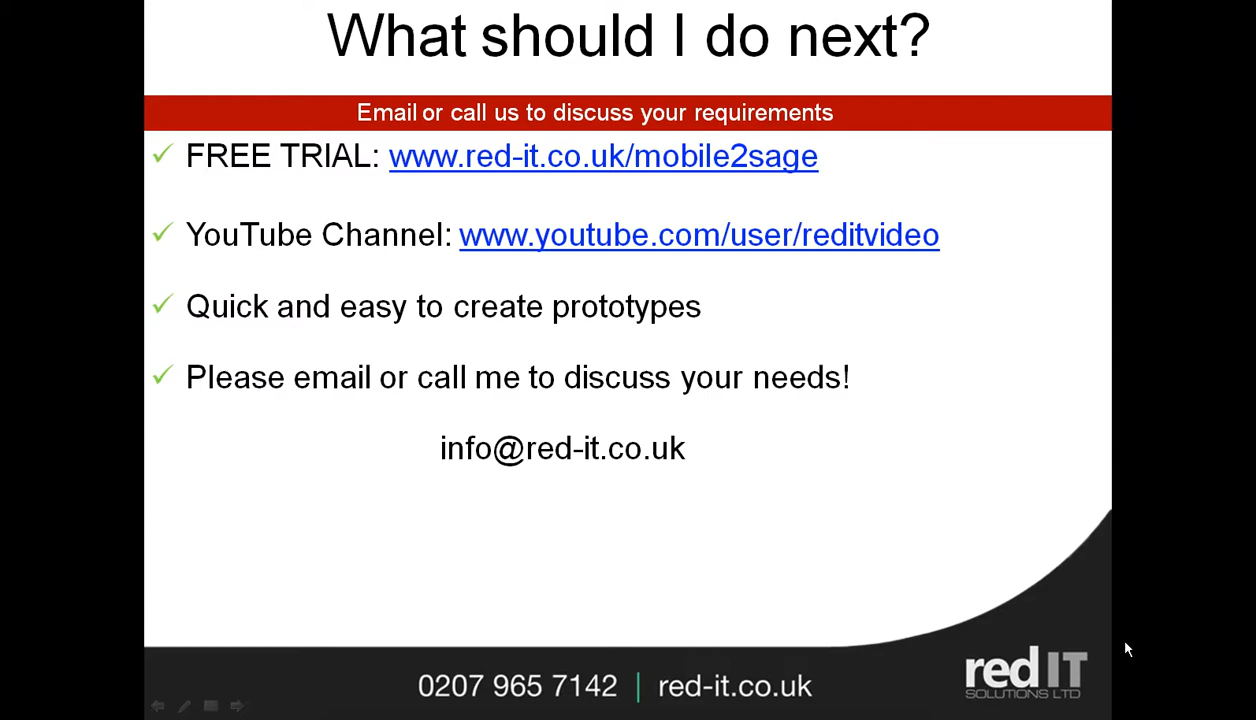 What should I do next?
Email or call us to discuss your requirements
FREE TRIAL: www.red-it.co.uk/mobile2sage
YouTube Channel: www.youtube.com/user/reditvideo
Quick and easy to create prototypes
Please email or call me to discuss your needs!
info@red-it.co.uk
0207 965 7142 | red-it.co.uk
red IT
SOLUTIONS LTD